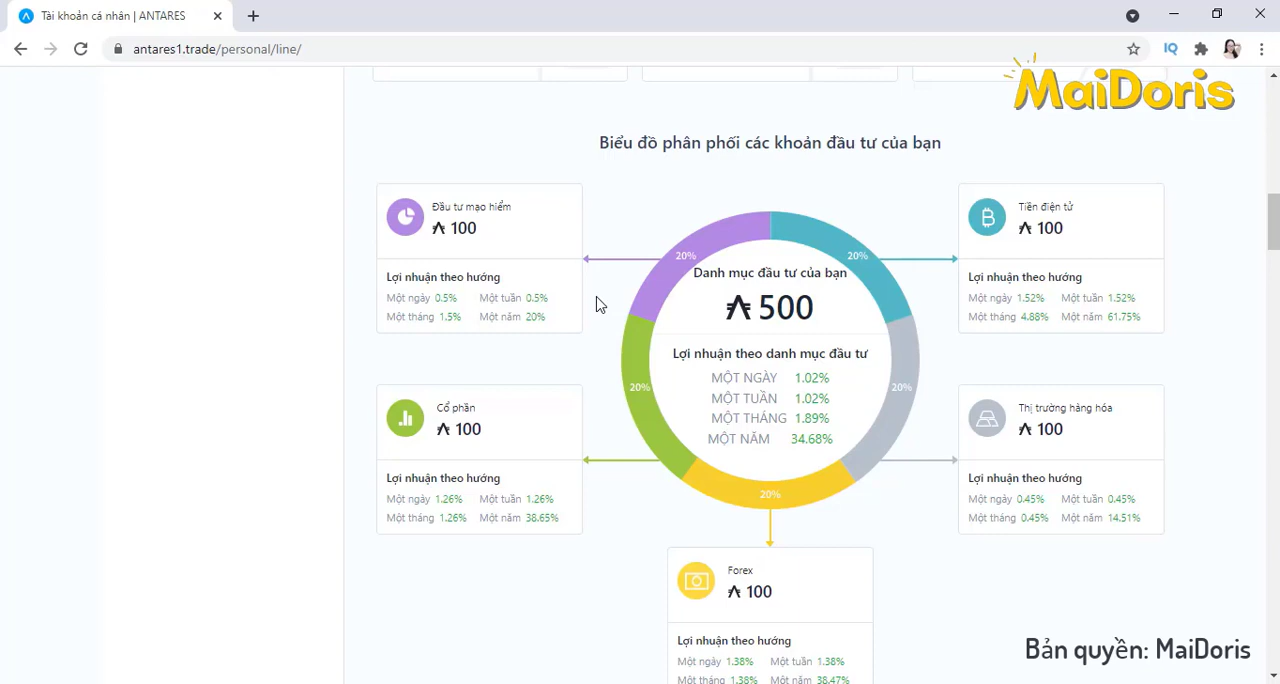 Tài khoản cá nhân | ANTARES
antares1.trade/personal/line/
IQ
MaiDoris
Biểu đồ phân phối các khoản đầu tư của bạn
Đầu tư mạo hiểm
₳ 100
Lợi nhuận theo hướng
Một ngày 0.5% Một tuần 0.5%
Một tháng 1.5% Một năm 20%
Tiền điện tử
₳ 100
Lợi nhuận theo hướng
Một ngày 1.52% Một tuần 1.52%
Một tháng 4.88% Một năm 61.75%
20%
20%
Danh mục đầu tư của bạn
₳ 500
Lợi nhuận theo danh mục đầu tư
MỘT NGÀY 1.02%
MỘT TUẦN 1.02%
MỘT THÁNG 1.89%
MỘT NĂM 34.68%
20%
20%
20%
Cổ phần
₳ 100
Lợi nhuận theo hướng
Một ngày 1.26% Một tuần 1.26%
Một tháng 1.26% Một năm 38.65%
Thị trường hàng hóa
₳ 100
Lợi nhuận theo hướng
Một ngày 0.45% Một tuần 0.45%
Một tháng 0.45% Một năm 14.51%
Forex
₳ 100
Lợi nhuận theo hướng
Một ngày 1.38% Một tuần 1.38%
Một tháng 1.38% Một năm 38.47%
Bản quyền: MaiDoris